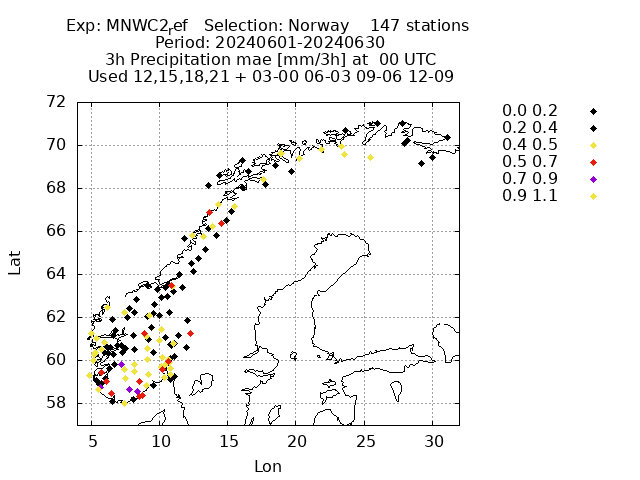 Exp: MNWC2ref Selection: Norway 147 stations
Period: 20240601-20240630
3h Precipitation mae [mm/3h] at 00 UTC
Used 12,15,18,21 + 03-00 06-03 09-06 12-09
0.0 0.2
0.2 0.4
0.4 0.5
0.5 0.7
0.7 0.9
0.9 1.1
72
70
68
66
64
62
60
58
Lat
5 10 15 20 25 30
Lon